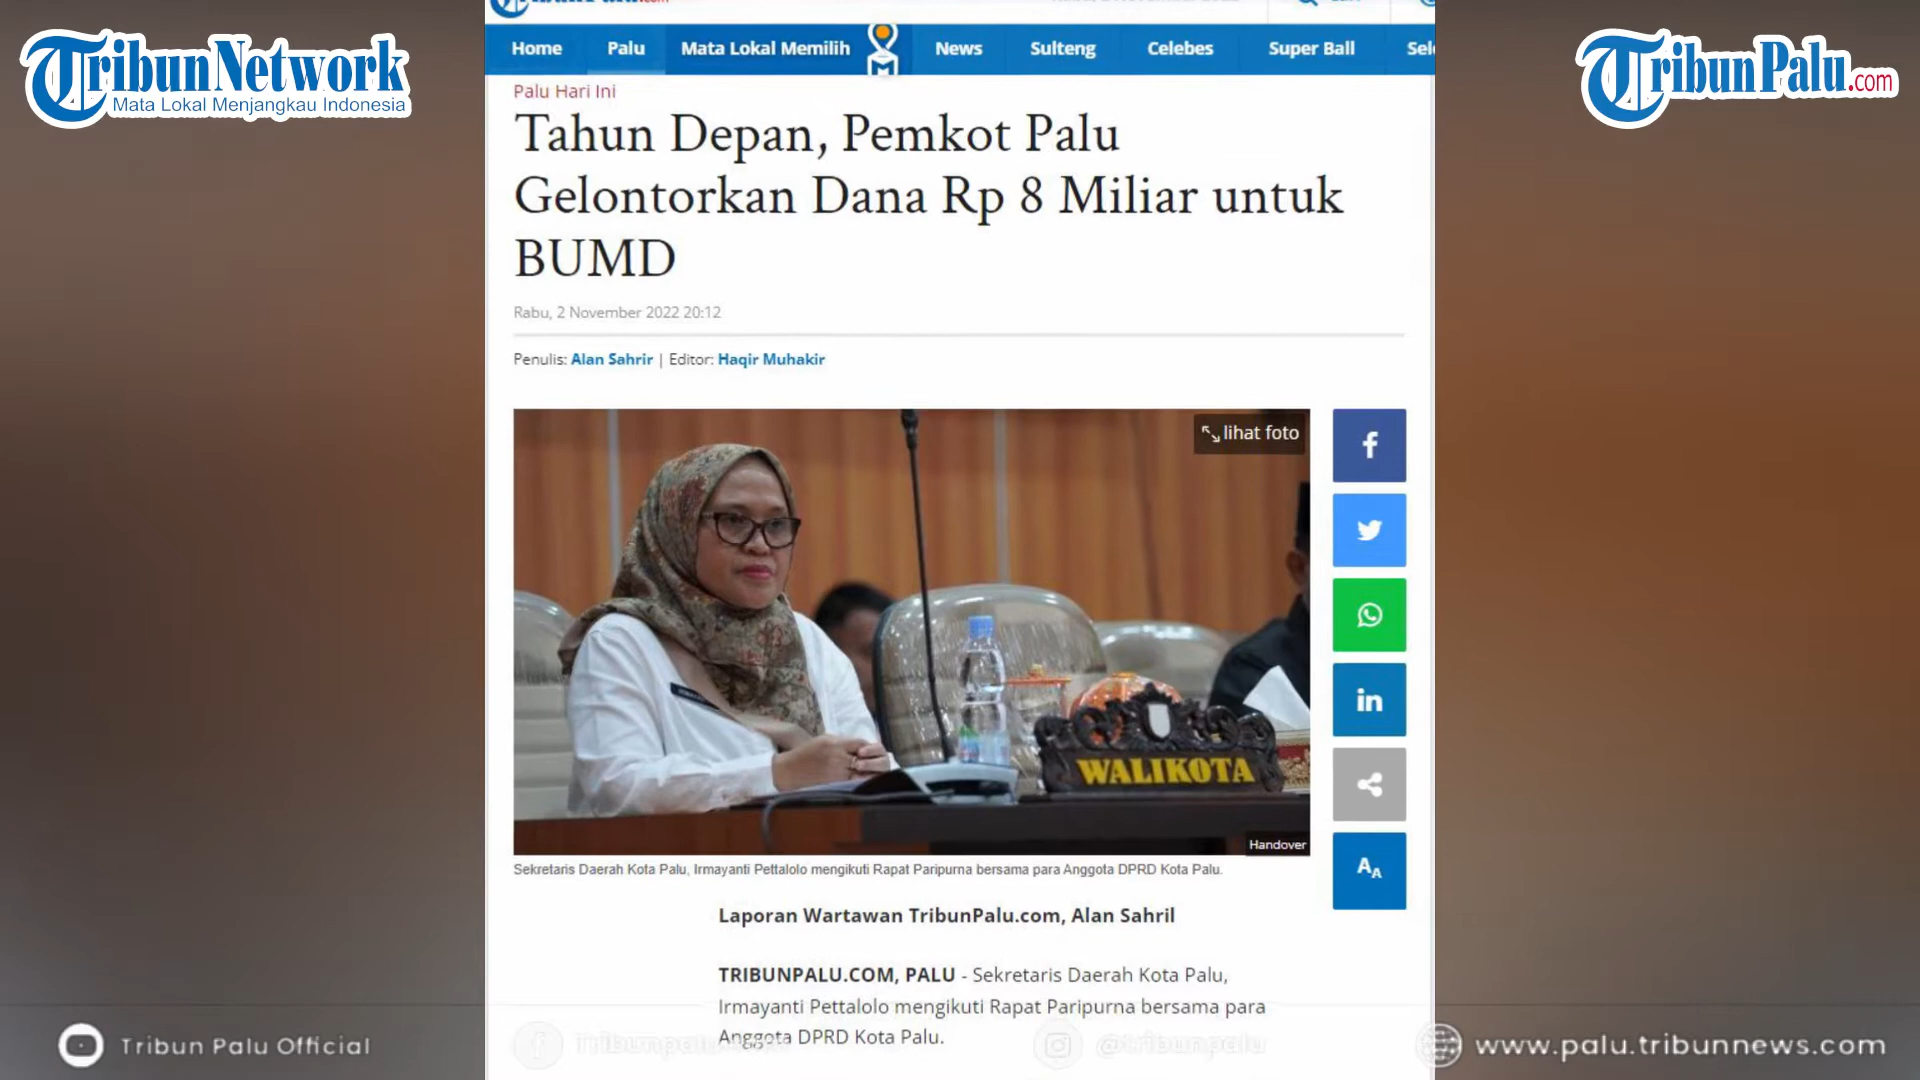 TribunNetwork
Mata Lokal Menjangkau Indonesia
TribunPalu.com
Home Palu Mata Lokal Memilih News Sulteng Celebes Super Ball
Palu Hari Ini
Tahun Depan, Pemkot Palu
Gelontorkan Dana Rp 8 Miliar untuk
BUMD
Rabu, 2 November 2022 20:12
Penulis: Alan Sahrir | Editor: Haqir Muhakir
lihat foto
WALIKOTA
Handover
Sekretaris Daerah Kota Palu, Irmayanti Pettalolo mengikuti Rapat Paripurna bersama para Anggota DPRD Kota Palu.
Laporan Wartawan TribunPalu.com, Alan Sahril
TRIBUNPALU.COM, PALU - Sekretaris Daerah Kota Palu,
Irmayanti Pettalolo mengikuti Rapat Paripurna bersama para
Anggota DPRD Kota Palu.
Tribun Palu Official
@tribunpalu
www.palu.tribunnews.com